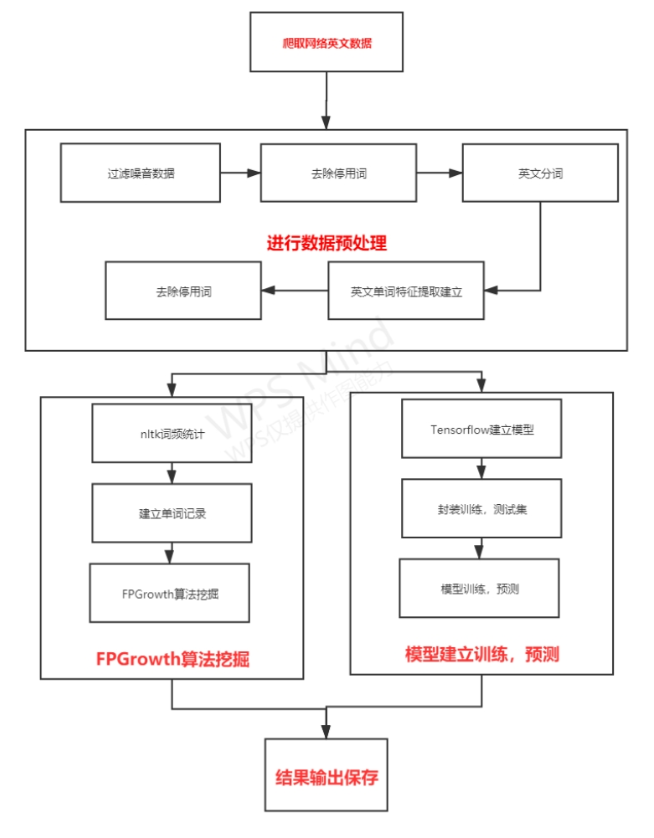 爬取网络英文数据
过滤噪音数据
去除停用词
英文分词
进行数据预处理
去除停用词
英文单词特征提取建立
WPS Mind
WPS仅提供作图能力
nltk词频统计
建立单词记录
FPGrowth算法挖掘
FPGrowth算法挖掘
Tensorflow建立模型
封装训练，测试集
模型训练，预测
模型建立训练，预测
结果输出保存